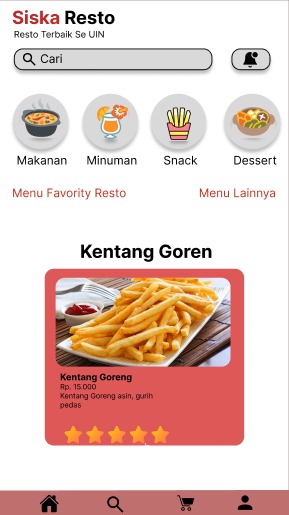 Siska Resto
Resto Terbaik Se UIN
Cari
Makanan Minuman Snack Dessert
Menu Favority Resto Menu Lainnya
Kentang Goren
Kentang Goreng
Rp. 15.000
Kentang Goreng asin, gurih
pedas